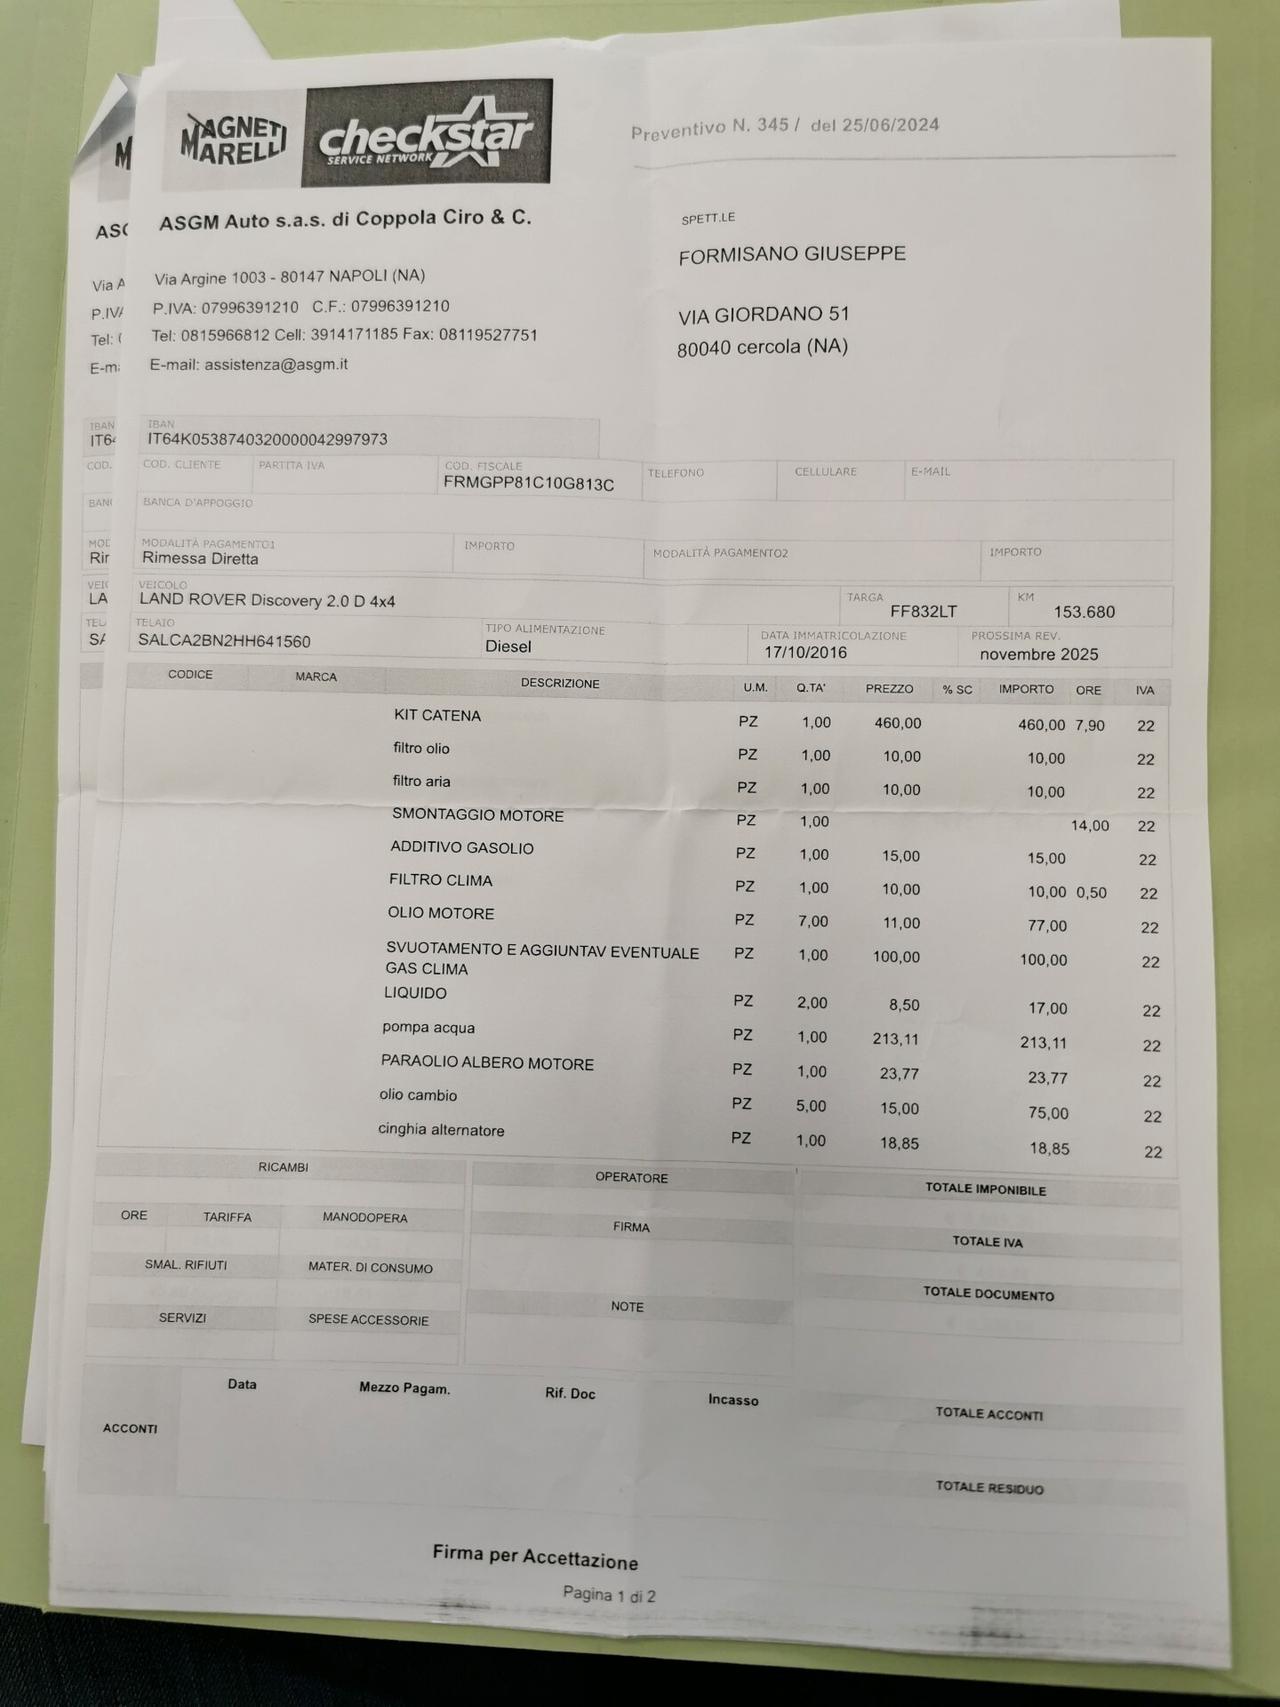 MAGNETI
MARELLI
checkstar
SERVICE NETWORK
Preventivo N. 345 / del 25/06/2024
ASGM Auto s.a.s. di Coppola Ciro & C.
Via Argine 1003 - 80147 NAPOLI (NA)
P.IVA: 07996391210 C.F.: 07996391210
Tel: 0815966812 Cell: 3914171185 Fax: 08119527751
E-mail: assistenza@asgm.it
SPETT.LE
FORMISANO GIUSEPPE
VIA GIORDANO 51
80040 cercola (NA)
IBAN
IT64K0538740320000042997973
COD. CLIENTE PARTITA IVA COD. FISCALE TELEFONO CELLULARE E-MAIL
FRMGPP81C10G813C
BANCA D'APPOGGIO
MODALITÀ PAGAMENTO1 IMPORTO MODALITÀ PAGAMENTO2 IMPORTO
Rimessa Diretta
VEICOLO TARGA KM
LAND ROVER Discovery 2.0 D 4x4 FF832LT 153.680
TELAIO TIPO ALIMENTAZIONE DATA IMMATRICOLAZIONE PROSSIMA REV.
SALCA2BN2HH641560 Diesel 17/10/2016 novembre 2025
CODICE MARCA DESCRIZIONE U.M. Q.TA' PREZZO % SC IMPORTO ORE IVA
KIT CATENA PZ 1,00 460,00 460,00 7,90 22
filtro olio PZ 1,00 10,00 10,00 22
filtro aria PZ 1,00 10,00 10,00 22
SMONTAGGIO MOTORE PZ 1,00 14,00 22
ADDITIVO GASOLIO PZ 1,00 15,00 15,00 22
FILTRO CLIMA PZ 1,00 10,00 10,00 0,50 22
OLIO MOTORE PZ 7,00 11,00 77,00 22
SVUOTAMENTO E AGGIUNTAV EVENTUALE PZ 1,00 100,00 100,00 22
GAS CLIMA
LIQUIDO PZ 2,00 8,50 17,00 22
pompa acqua PZ 1,00 213,11 213,11 22
PARAOLIO ALBERO MOTORE PZ 1,00 23,77 23,77 22
olio cambio PZ 5,00 15,00 75,00 22
cinghia alternatore PZ 1,00 18,85 18,85 22
RICAMBI OPERATORE TOTALE IMPONIBILE
ORE TARIFFA MANODOPERA FIRMA TOTALE IVA
SMAL. RIFIUTI MATER. DI CONSUMO TOTALE DOCUMENTO
SERVIZI SPESE ACCESSORIE NOTE
Data Mezzo Pagam. Rif. Doc Incasso TOTALE ACCONTI
ACCONTI
TOTALE RESIDUO
Firma per Accettazione
Pagina 1 di 2